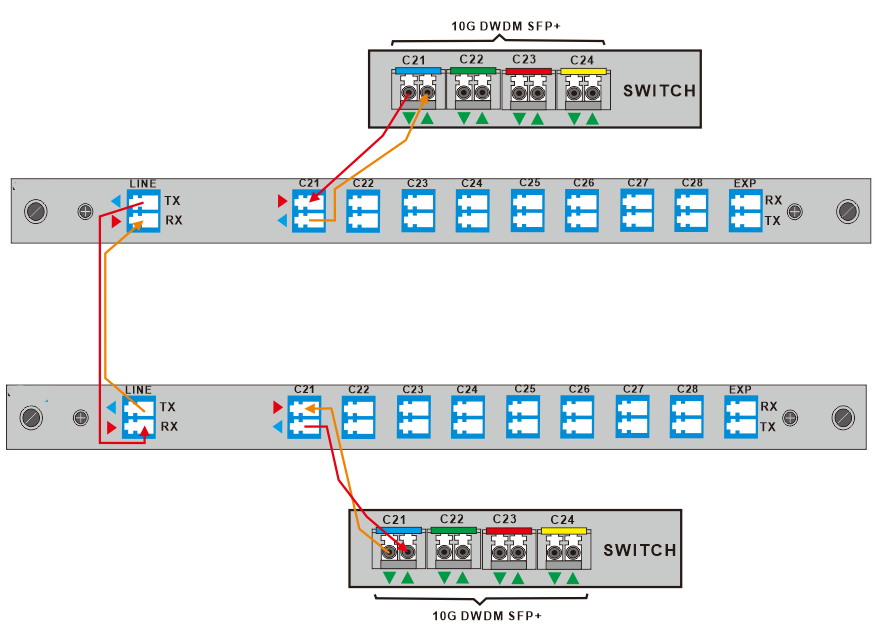 10G DWDM SFP+
C21 C22 C23 C24
SWITCH
LINE C21 C22 C23 C24 C25 C26 C27 C28 EXP
TX RX
RX TX
LINE C21 C22 C23 C24 C25 C26 C27 C28 EXP
TX RX
RX TX
C21 C22 C23 C24
SWITCH
10G DWDM SFP+